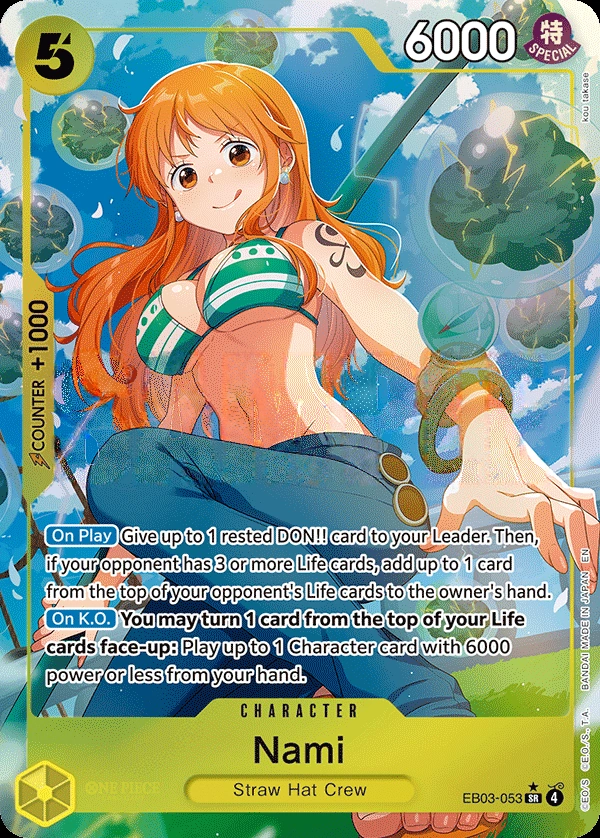 5
6000
特
SPECIAL
kou takase
COUNTER +1000
On Play Give up to 1 rested DON!! card to your Leader. Then,
if your opponent has 3 or more Life cards, add up to 1 card
from the top of your opponent's Life cards to the owner's hand.
On K.O. You may turn 1 card from the top of your Life
cards face-up: Play up to 1 Character card with 6000
power or less from your hand.
©E.O/S ©E.O./S., T.A. BANDAI MADE IN JAPAN EN
CHARACTER
Nami
ONE PIECE
Straw Hat Crew
EB03-053 SR 4